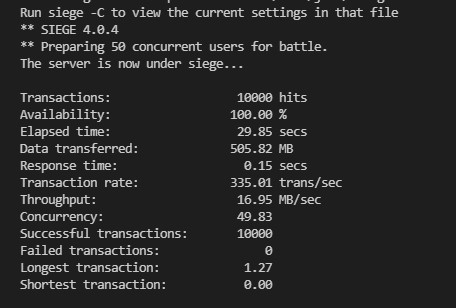 Run siege -C to view the current settings in that file
** SIEGE 4.0.4
** Preparing 50 concurrent users for battle.
The server is now under siege...
Transactions: 10000 hits
Availability: 100.00 %
Elapsed time: 29.85 secs
Data transferred: 505.82 MB
Response time: 0.15 secs
Transaction rate: 335.01 trans/sec
Throughput: 16.95 MB/sec
Concurrency: 49.83
Successful transactions: 10000
Failed transactions: 0
Longest transaction: 1.27
Shortest transaction: 0.00